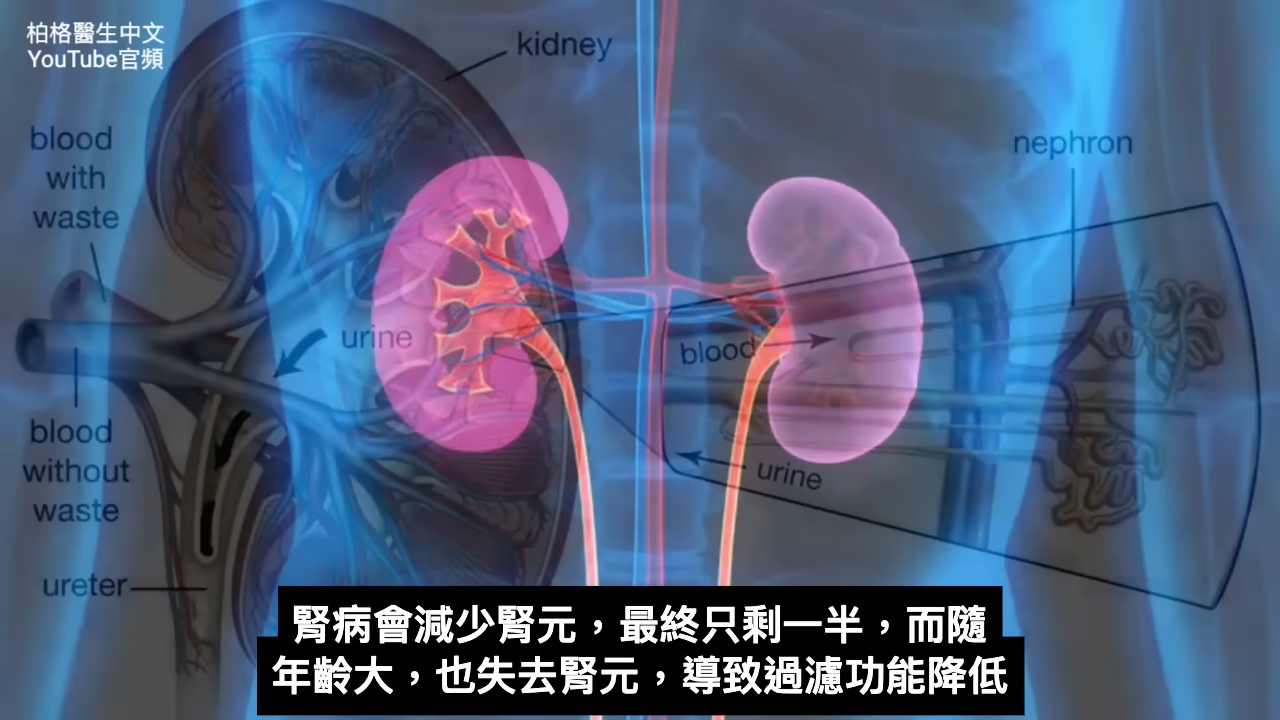 柏格醫生中文
YouTube官頻
kidney
blood
with
waste
nephron
urine
blood
blood
without
waste
urine
ureter
腎病會減少腎元，最終只剩一半，而隨
年齡大，也失去腎元，導致過濾功能降低